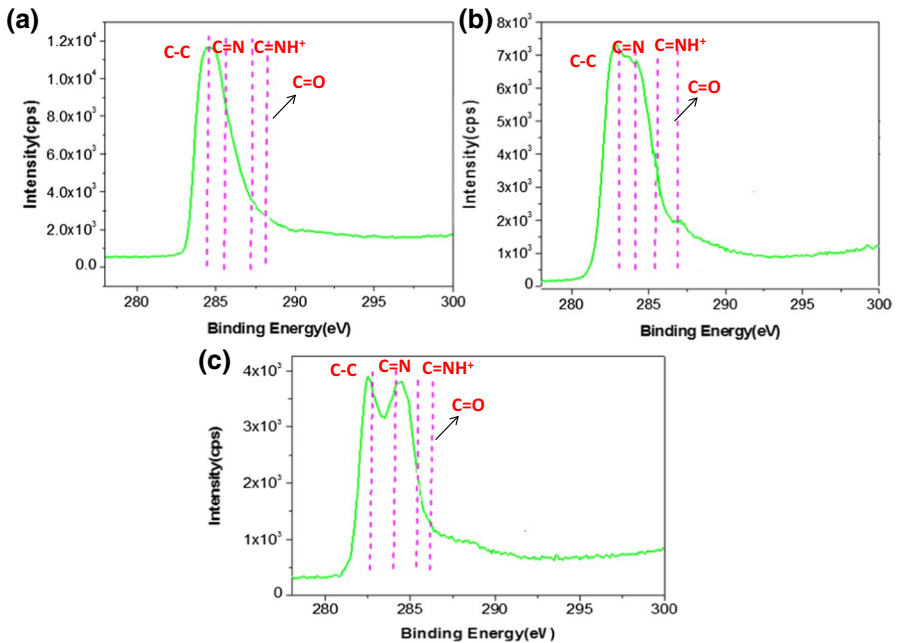 (a)
C-C C=N C=NH⁺
C=O
1.2x10⁴
1.0x10⁴
8.0x10³
6.0x10³
4.0x10³
2.0x10³
0.0
Intensity(cps)
280 285 290 295 300
Binding Energy(eV)
(b)
C-C C=N C=NH⁺
C=O
8x10³
7x10³
6x10³
5x10³
4x10³
3x10³
2x10³
1x10³
0
Intensity(cps)
280 285 290 295 300
Binding Energy(eV)
(c)
C-C C=N C=NH⁺
C=O
4x10³
3x10³
2x10³
1x10³
0
Intensity(cps)
280 285 290 295 300
Binding Energy(eV)